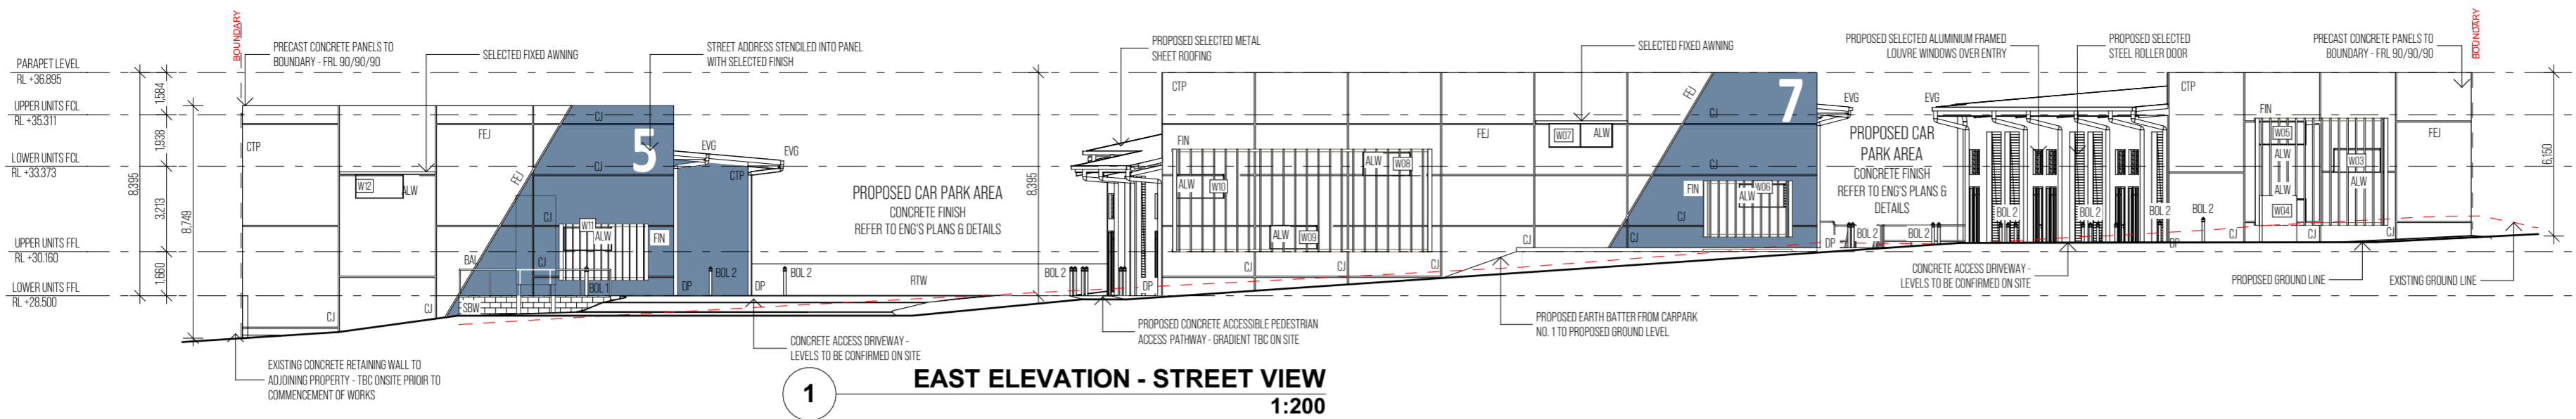 BOUNDARY
PRECAST CONCRETE PANELS TO
BOUNDARY - FRL 90/90/90
SELECTED FIXED AWNING
STREET ADDRESS STENCILED INTO PANEL
WITH SELECTED FINISH
PROPOSED SELECTED METAL
SHEET ROOFING
SELECTED FIXED AWNING
PROPOSED SELECTED ALUMINIUM FRAMED
LOUVRE WINDOWS OVER ENTRY
PROPOSED SELECTED
STEEL ROLLER DOOR
PRECAST CONCRETE PANELS TO
BOUNDARY - FRL 90/90/90
BOUNDARY
PARAPET LEVEL
RL +36.895
UPPER UNITS FCL
RL +35.311
LOWER UNITS FCL
RL +33.373
UPPER UNITS FFL
RL +30.160
LOWER UNITS FFL
RL +28.500
8.395
1.584
1.938
3.213
1.660
8.749
CTP
FEJ
CJ
5
EVG
EVG
CJ
CTP
FEJ
W12
ALW
CJ
W11
ALW
FIN
BAL
CJ
BOL 1
SBW
CJ
CJ
DP
BOL 2
DP
BOL 2
PROPOSED CAR PARK AREA
CONCRETE FINISH
REFER TO ENG'S PLANS & DETAILS
RTW
8.395
BOL 2
DP
CTP
FIN
ALW
W10
ALW
W08
ALW
W09
CJ
CJ
CJ
CJ
FEJ
W07
ALW
FEJ
7
CJ
CJ
FIN
W06
ALW
CJ
CJ
EVG
EVG
PROPOSED CAR
PARK AREA
CONCRETE FINISH
REFER TO ENG'S PLANS &
DETAILS
DP
BOL 2
BOL 2
BOL 2
BOL 2
BOL 2
BOL 2
DP
CTP
FIN
W05
ALW
W03
ALW
ALW
W04
FEJ
CJ
CJ
CJ
6.150
EXISTING CONCRETE RETAINING WALL TO
ADJOINING PROPERTY - TBC ONSITE PRIOIR TO
COMMENCEMENT OF WORKS
CONCRETE ACCESS DRIVEWAY -
LEVELS TO BE CONFIRMED ON SITE
PROPOSED CONCRETE ACCESSIBLE PEDESTRIAN
ACCESS PATHWAY - GRADIENT TBC ON SITE
PROPOSED EARTH BATTER FROM CARPARK
NO. 1 TO PROPOSED GROUND LEVEL
CONCRETE ACCESS DRIVEWAY -
LEVELS TO BE CONFIRMED ON SITE
PROPOSED GROUND LINE
EXISTING GROUND LINE
1
EAST ELEVATION - STREET VIEW
1:200